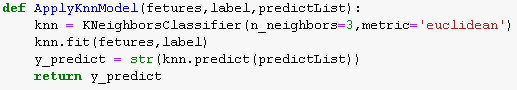 def ApplyKnnModel(fetures,label,predictList):
    knn = KNeighborsClassifier(n_neighbors=3,metric='euclidean')
    knn.fit(fetures,label)
    y_predict = str(knn.predict(predictList))
    return y_predict